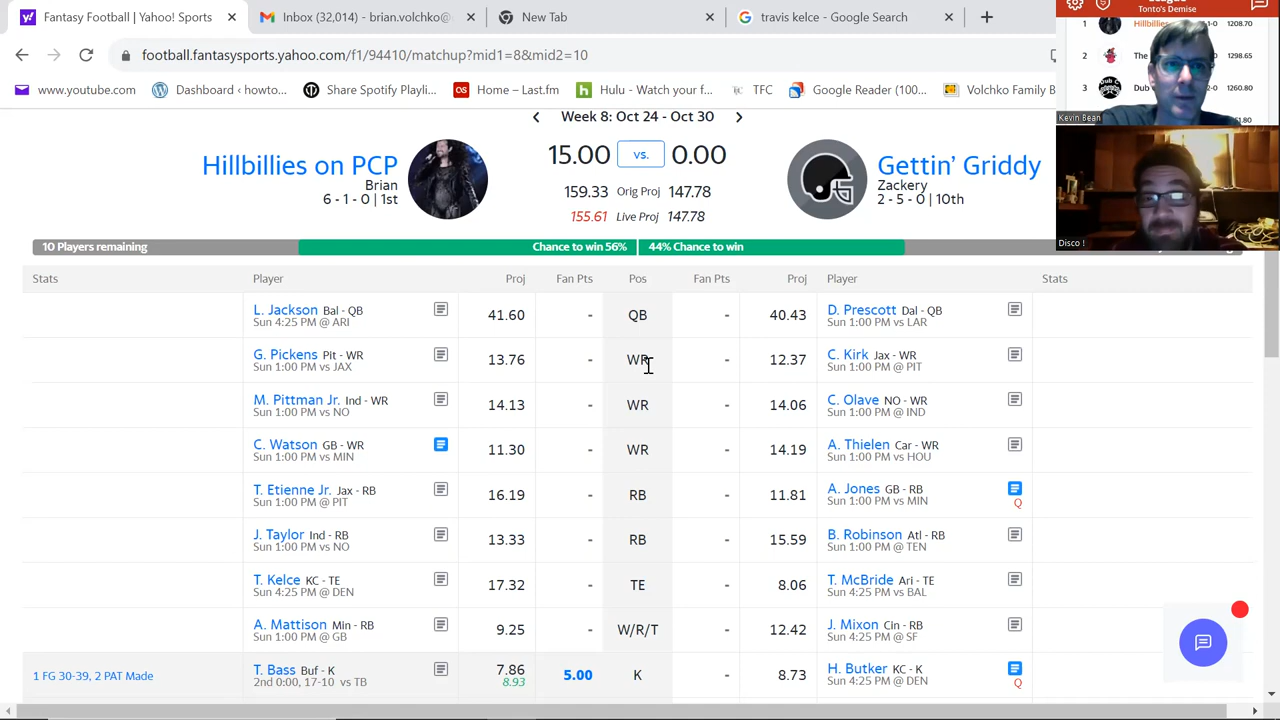 Fantasy Football | Yahoo! Sports
Inbox (32,014) - brian.volchko@
New Tab
travis kelce - Google Search
football.fantasysports.yahoo.com/f1/94410/matchup?mid1=8&mid2=10
www.youtube.com
Dashboard ‹ howto...
Share Spotify Playli...
Home – Last.fm
Hulu - Watch your f...
TFC
Google Reader (100...
Volchko Family B
League
Tonto's Demise
1 Hillbillies 1-0 1208.70
2 The 1298.65
3 Dub 1260.80
Kevin Bean
Disco !
Week 8: Oct 24 - Oct 30
Hillbillies on PCP
Brian
6 - 1 - 0 | 1st
15.00 vs. 0.00
159.33 Orig Proj 147.78
155.61 Live Proj 147.78
Gettin' Griddy
Zackery
2 - 5 - 0 | 10th
10 Players remaining
Chance to win 56%
44% Chance to win
Stats Player Proj Fan Pts Pos Fan Pts Proj Player Stats
L. Jackson Bal - QB 41.60 - QB - 40.43 D. Prescott Dal - QB
Sun 4:25 PM @ ARI Sun 1:00 PM vs LAR
G. Pickens Pit - WR 13.76 - WR - 12.37 C. Kirk Jax - WR
Sun 1:00 PM vs JAX Sun 1:00 PM @ PIT
M. Pittman Jr. Ind - WR 14.13 - WR - 14.06 C. Olave NO - WR
Sun 1:00 PM vs NO Sun 1:00 PM @ IND
C. Watson GB - WR 11.30 - WR - 14.19 A. Thielen Car - WR
Sun 1:00 PM vs MIN Sun 1:00 PM vs HOU
T. Etienne Jr. Jax - RB 16.19 - RB - 11.81 A. Jones GB - RB
Sun 1:00 PM @ PIT Sun 1:00 PM vs MIN Q
J. Taylor Ind - RB 13.33 - RB - 15.59 B. Robinson Atl - RB
Sun 1:00 PM vs NO Sun 1:00 PM @ TEN
T. Kelce KC - TE 17.32 - TE - 8.06 T. McBride Ari - TE
Sun 4:25 PM @ DEN Sun 4:25 PM vs BAL
A. Mattison Min - RB 9.25 - W/R/T - 12.42 J. Mixon Cin - RB
Sun 1:00 PM @ GB Sun 4:25 PM @ SF
1 FG 30-39, 2 PAT Made T. Bass Buf - K 7.86 5.00 K - 8.73 H. Butker KC - K
2nd 0:00, 17-10 vs TB 8.93 Sun 4:25 PM @ DEN Q